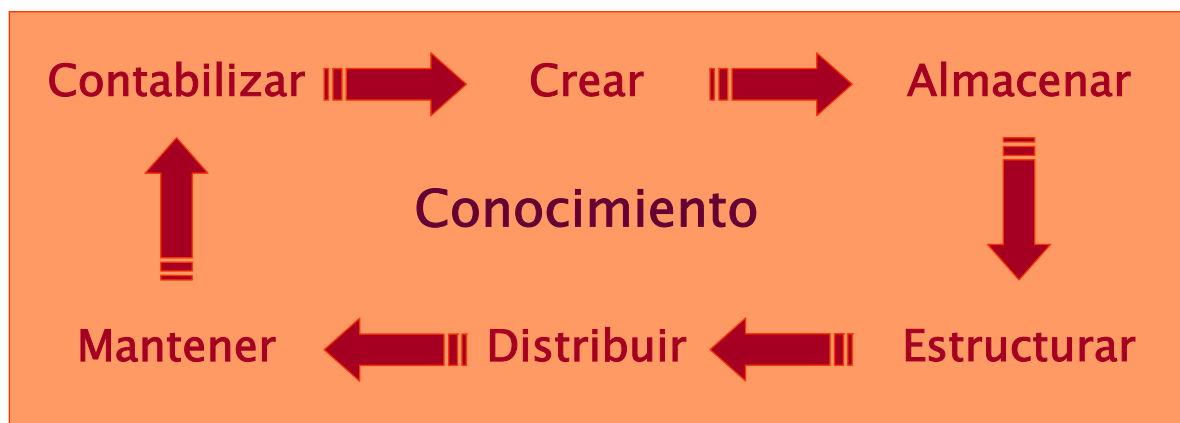 Contabilizar Crear Almacenar
Conocimiento
Mantener Distribuir Estructurar